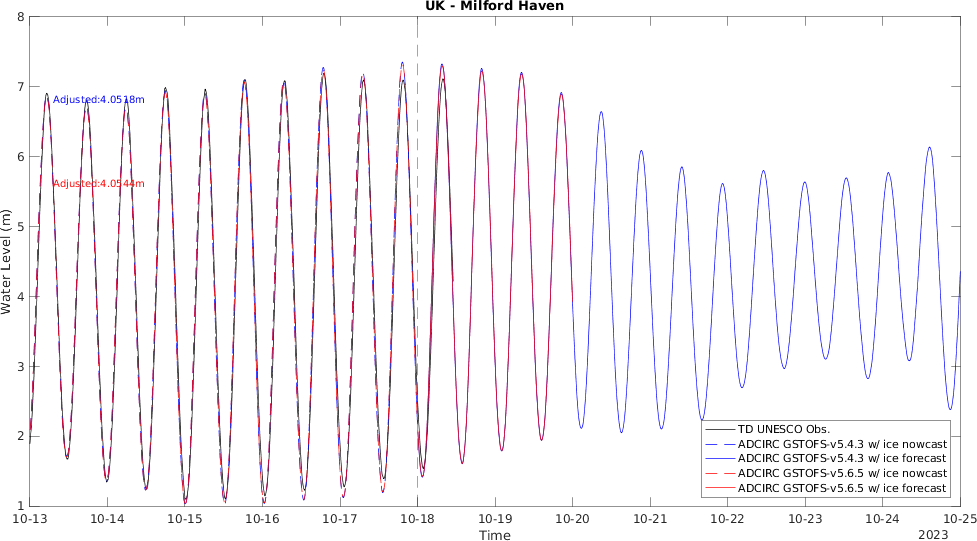 UK - Milford Haven
8
7
6
5
4
3
2
1
Water Level (m)
Adjusted:4.0518m
Adjusted:4.0544m
TD UNESCO Obs.
ADCIRC GSTOFS-v5.4.3 w/ ice nowcast
ADCIRC GSTOFS-v5.4.3 w/ ice forecast
ADCIRC GSTOFS-v5.6.5 w/ ice nowcast
ADCIRC GSTOFS-v5.6.5 w/ ice forecast
10-13 10-14 10-15 10-16 10-17 10-18 10-19 10-20 10-21 10-22 10-23 10-24 10-25
Time
2023